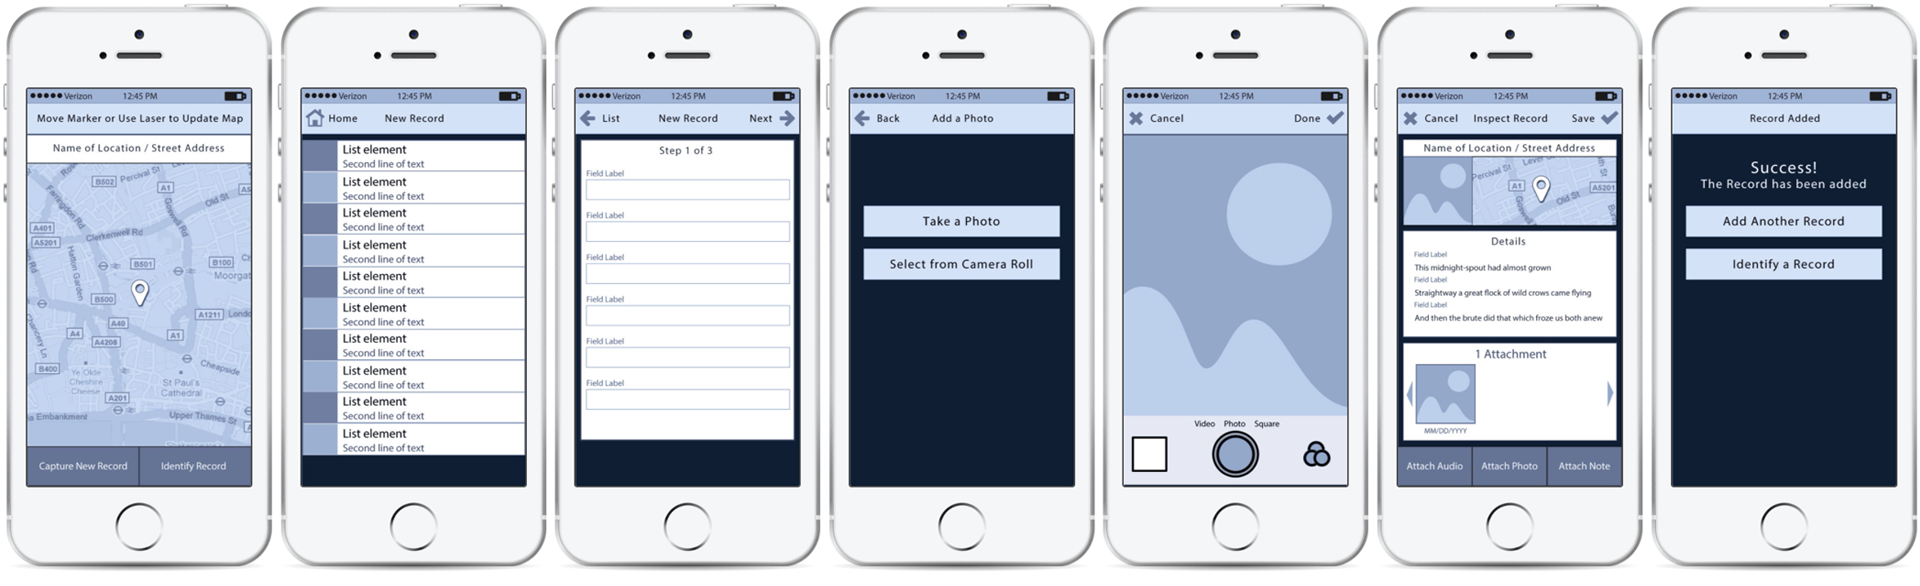 Verizon 12:45 PM
Move Marker or Use Laser to Update Map
Name of Location / Street Address
B502
Percival St
A1
Old St
Farringdon Rd
Goswell Rd
A401
A5201
Clerkenwell Rd
Hatton Garden
B501
B100
Moorgat
B500
A40
A1211
Londo
A4
A1
A4208
Chancery Ln
B400
Cheapside
Ye Olde
Cheshire
Cheese
St Paul's
Cathedral
A201
Embankment
Upper Thames St
Capture New Record Identify Record
Verizon 12:45 PM
Home New Record
List element
Second line of text
List element
Second line of text
List element
Second line of text
List element
Second line of text
List element
Second line of text
List element
Second line of text
List element
Second line of text
List element
Second line of text
List element
Second line of text
List element
Second line of text
Verizon 12:45 PM
List New Record Next
Step 1 of 3
Field Label
Field Label
Field Label
Field Label
Field Label
Field Label
Verizon 12:45 PM
Back Add a Photo
Take a Photo
Select from Camera Roll
Verizon 12:45 PM
Cancel Done
Video Photo Square
Verizon 12:45 PM
Cancel Inspect Record Save
Name of Location / Street Address
Percival St
A1
Old St
A5201
Details
Field Label
This midnight-spout had almost grown
Field Label
Straightway a great flock of wild crows came flying
Field Label
And then the brute did that which froze us both anew
1 Attachment
MM/DD/YYYY
Attach Audio Attach Photo Attach Note
Verizon 12:45 PM
Record Added
Success!
The Record has been added
Add Another Record
Identify a Record